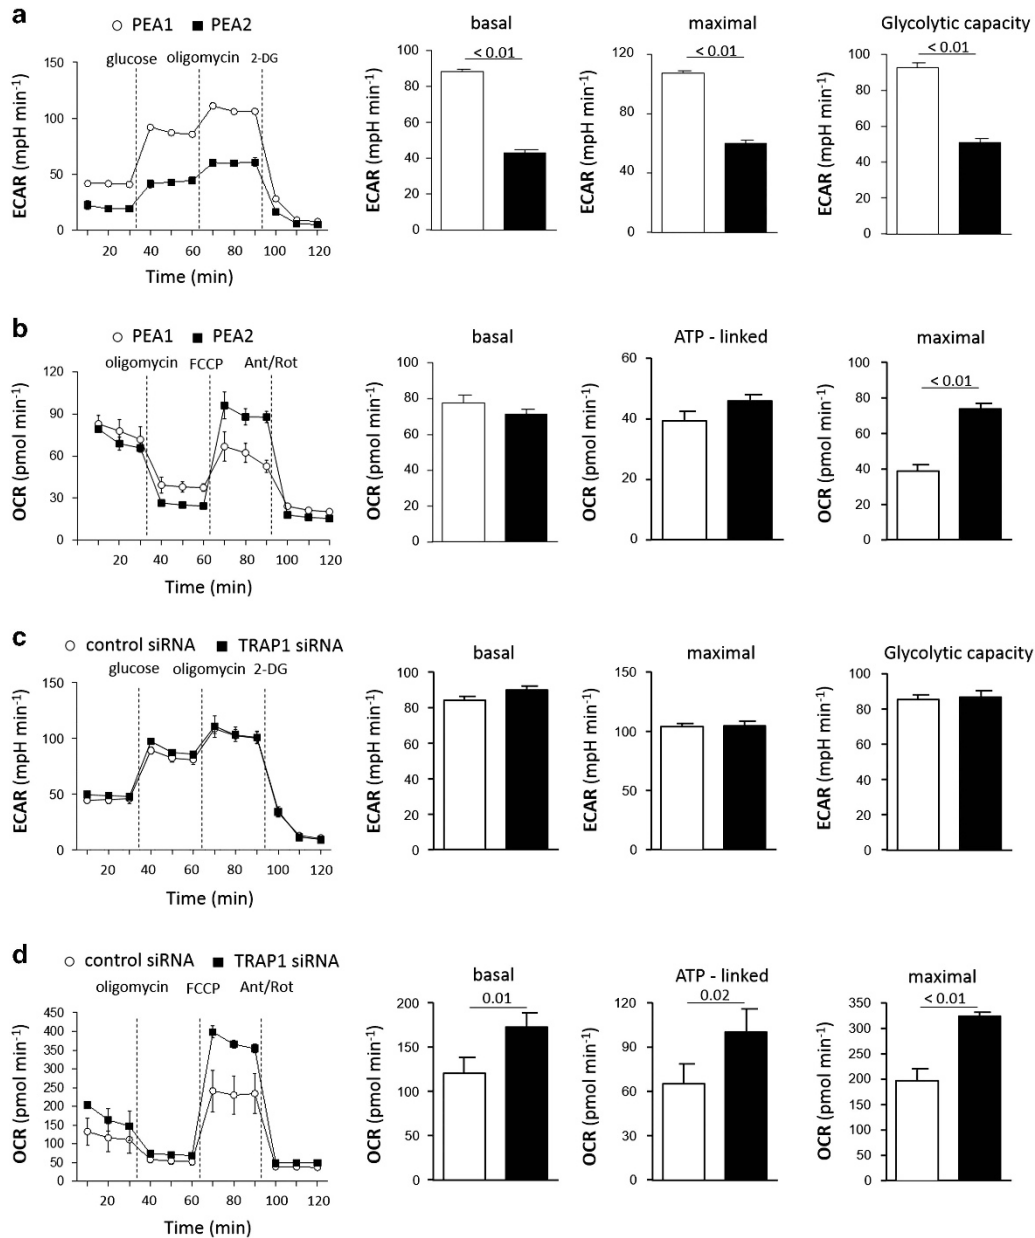 a
○ PEA1 ■ PEA2
glucose oligomycin 2-DG
ECAR (mpH min⁻¹)
150
100
50
0
20 40 60 80 100 120
Time (min)
basal
< 0.01
ECAR (mpH min⁻¹)
100
80
60
40
20
0
maximal
< 0.01
ECAR (mpH min⁻¹)
120
80
40
0
Glycolytic capacity
< 0.01
ECAR (mpH min⁻¹)
100
80
60
40
20
0
b
○ PEA1 ■ PEA2
oligomycin FCCP Ant/Rot
OCR (pmol min⁻¹)
120
90
60
30
0
20 40 60 80 100 120
Time (min)
basal
OCR (pmol min⁻¹)
100
80
60
40
20
0
ATP - linked
OCR (pmol min⁻¹)
60
40
20
0
maximal
< 0.01
OCR (pmol min⁻¹)
100
80
60
40
20
0
c
○ control siRNA ■ TRAP1 siRNA
glucose oligomycin 2-DG
ECAR (mpH min⁻¹)
150
100
50
0
20 40 60 80 100 120
Time (min)
basal
ECAR (mpH min⁻¹)
100
80
60
40
20
0
maximal
ECAR (mpH min⁻¹)
150
100
50
0
Glycolytic capacity
ECAR (mpH min⁻¹)
100
80
60
40
20
0
d
○ control siRNA ■ TRAP1 siRNA
oligomycin FCCP Ant/Rot
OCR (pmol min⁻¹)
450
400
350
300
250
200
150
100
50
0
20 40 60 80 100 120
Time (min)
basal
0.01
OCR (pmol min⁻¹)
200
150
100
50
0
ATP - linked
0.02
OCR (pmol min⁻¹)
120
90
60
30
0
maximal
< 0.01
OCR (pmol min⁻¹)
350
300
250
200
150
100
50
0